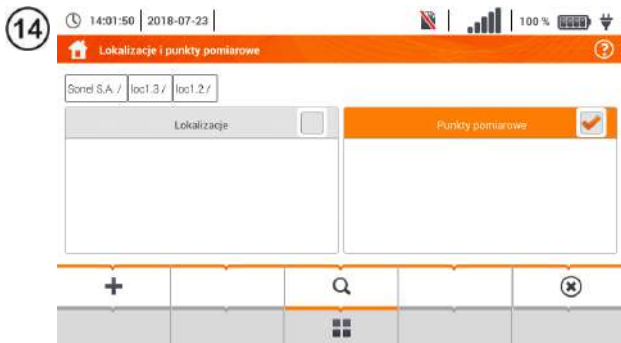 14
14:01:50 2018-07-23 100 %
Lokalizacje i punkty pomiarowe ?
Sonel S.A. / loc1.3 / loc1.2 /
Lokalizacje Punkty pomiarowe